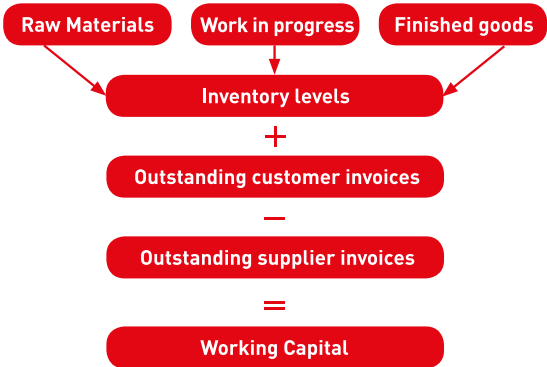 Raw Materials
Work in progress
Finished goods
Inventory levels
+
Outstanding customer invoices
–
Outstanding supplier invoices
=
Working Capital